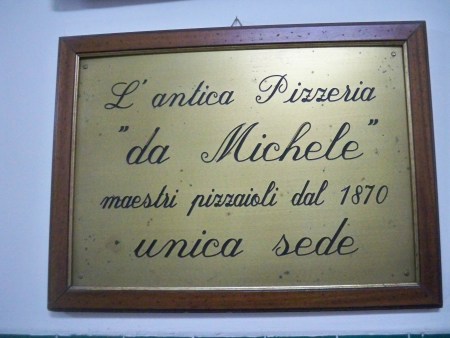 L'antica Pizzeria
"da Michele"
maestri pizzaioli dal 1870
unica sede